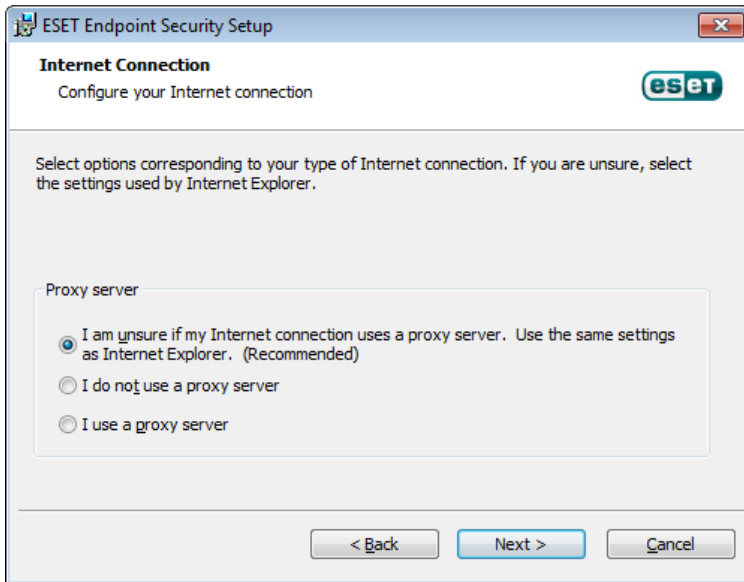 ESET Endpoint Security Setup
Internet Connection
Configure your Internet connection
eseT
Select options corresponding to your type of Internet connection. If you are unsure, select
the settings used by Internet Explorer.
Proxy server
I am unsure if my Internet connection uses a proxy server.  Use the same settings
as Internet Explorer.  (Recommended)
I do not use a proxy server
I use a proxy server
< Back
Next >
Cancel